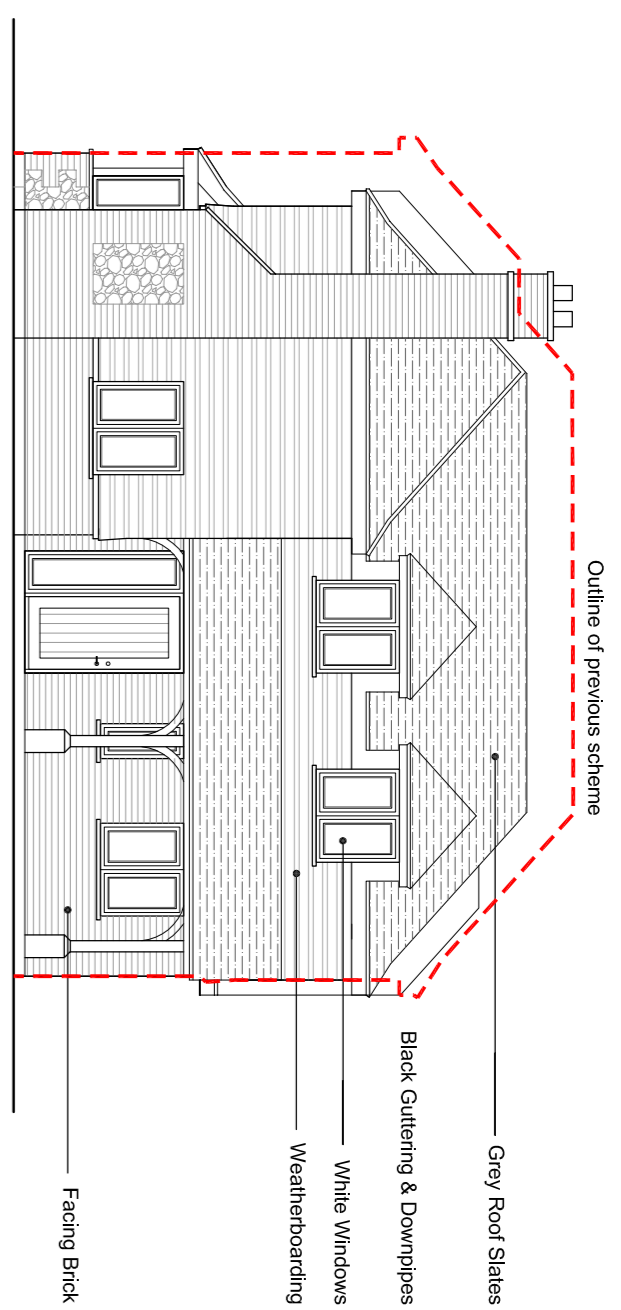 Outline of previous scheme
Grey Roof Slates
Black Guttering & Downpipes
White Windows
Weatherboarding
Facing Brick